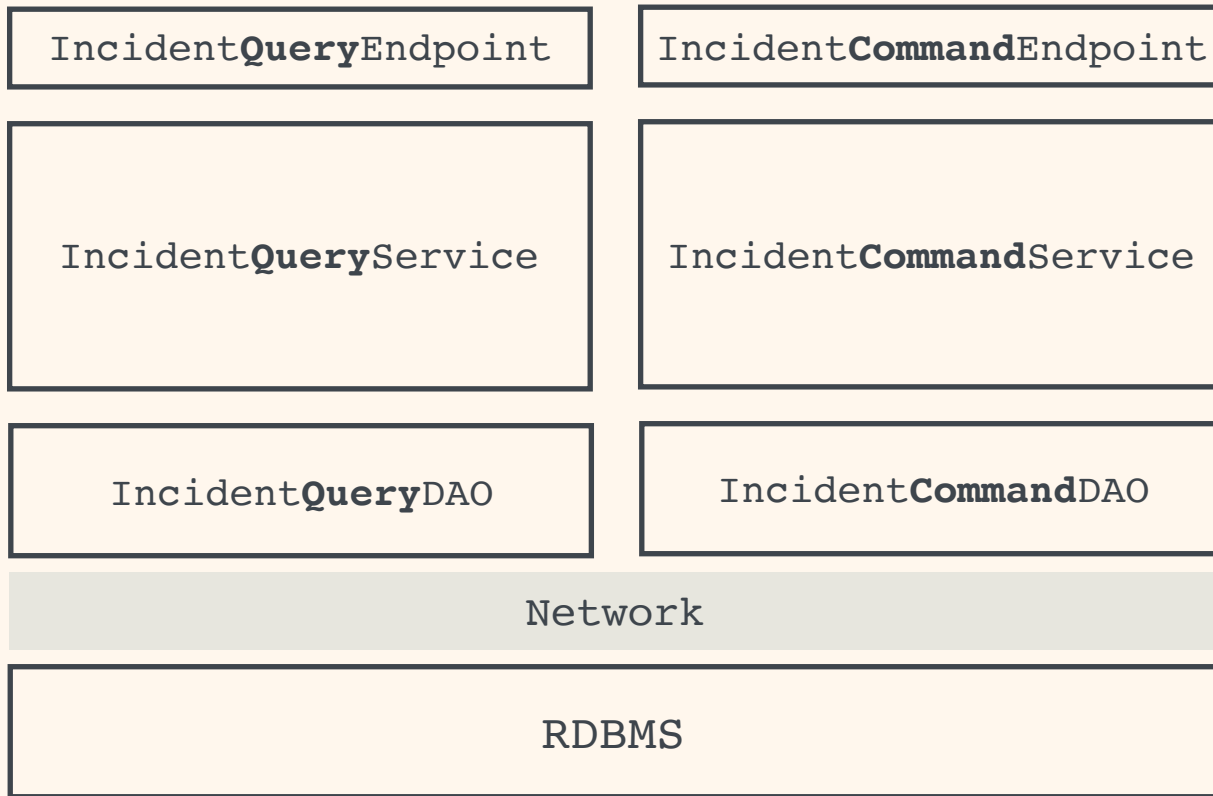 IncidentQueryEndpoint
IncidentCommandEndpoint
IncidentQueryService
IncidentCommandService
IncidentQueryDAO
IncidentCommandDAO
Network
RDBMS